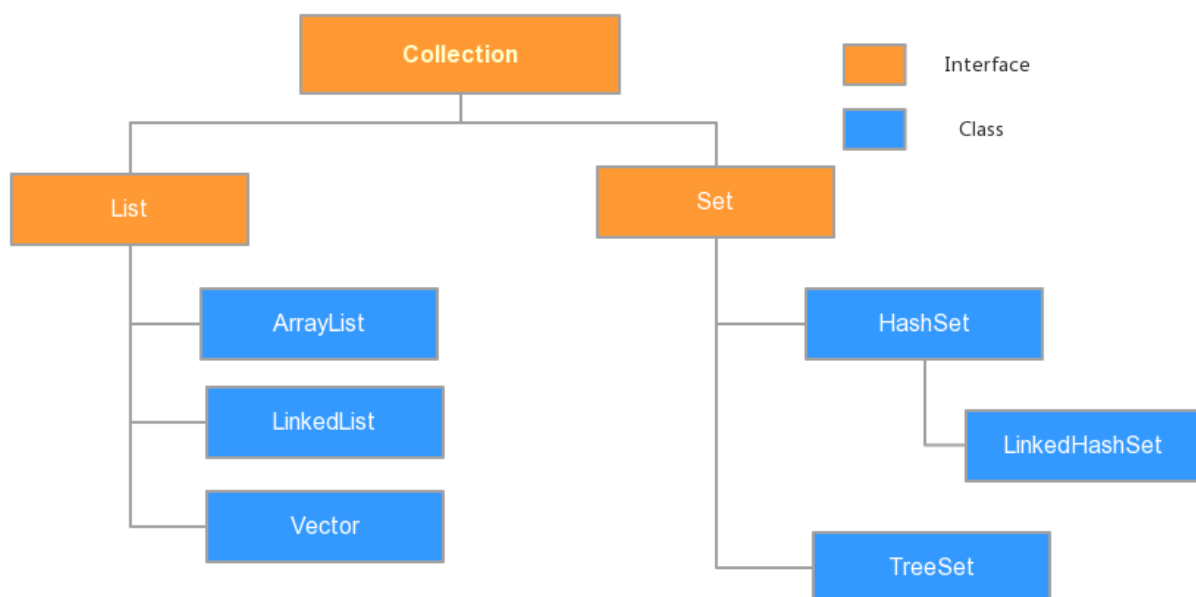 Collection
Interface
Class
List
Set
ArrayList
HashSet
LinkedList
LinkedHashSet
Vector
TreeSet